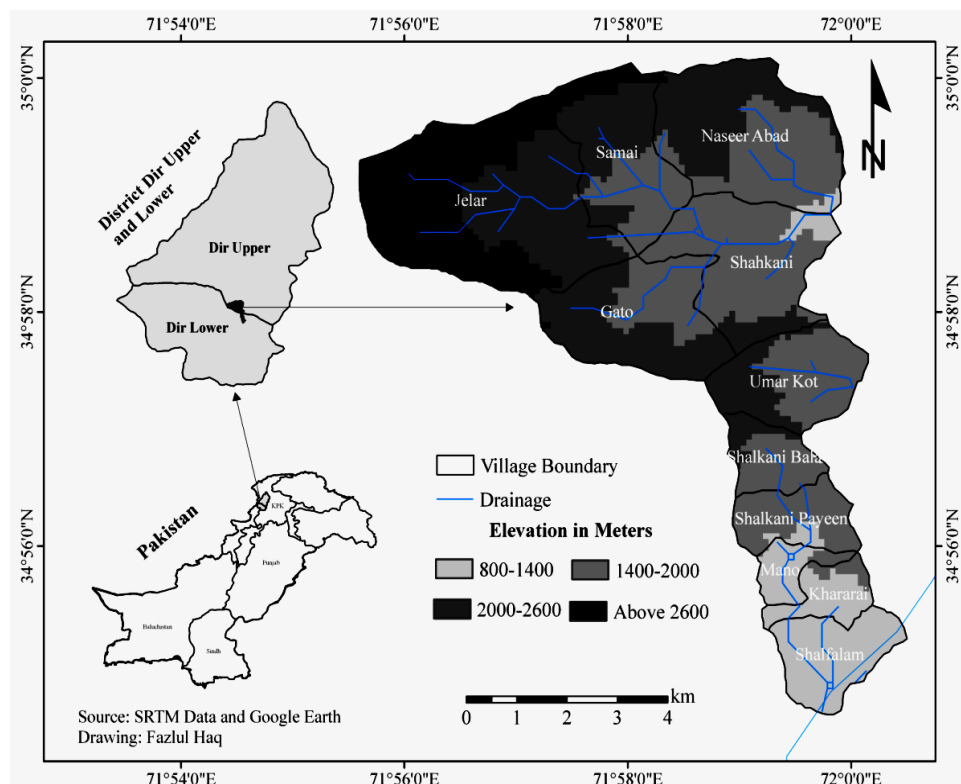 71°54'0"E
71°56'0"E
71°58'0"E
72°0'0"E
35°0'0"N
34°58'0"N
34°56'0"N
35°0'0"N
34°58'0"N
34°56'0"N
N
District Dir Upper
and Lower
Dir Upper
Dir Lower
Samai
Naseer Abad
Jelar
Shahkani
Gato
Umar Kot
Shalkani Payeen
Mano
Khararai
Shalfalam
Pakistan
KPK
Punjab
Sindh
Village Boundary
Drainage
Elevation in Meters
800-1400
1400-2000
2000-2600
Above 2600
km
0 1 2 3 4
Source: SRTM Data and Google Earth
Drawing: Fazlul Haq
71°54'0"E
71°56'0"E
71°58'0"E
72°0'0"E